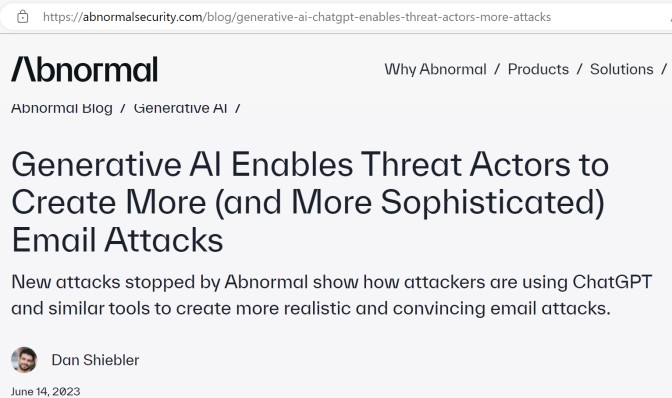 https://abnormalsecurity.com/blog/generative-ai-chatgpt-enables-threat-actors-more-attacks
Abnormal
Why Abnormal / Products / Solutions /
Abnormal Blog / Generative AI /
Generative AI Enables Threat Actors to
Create More (and More Sophisticated)
Email Attacks
New attacks stopped by Abnormal show how attackers are using ChatGPT
and similar tools to create more realistic and convincing email attacks.
Dan Shiebler
June 14, 2023